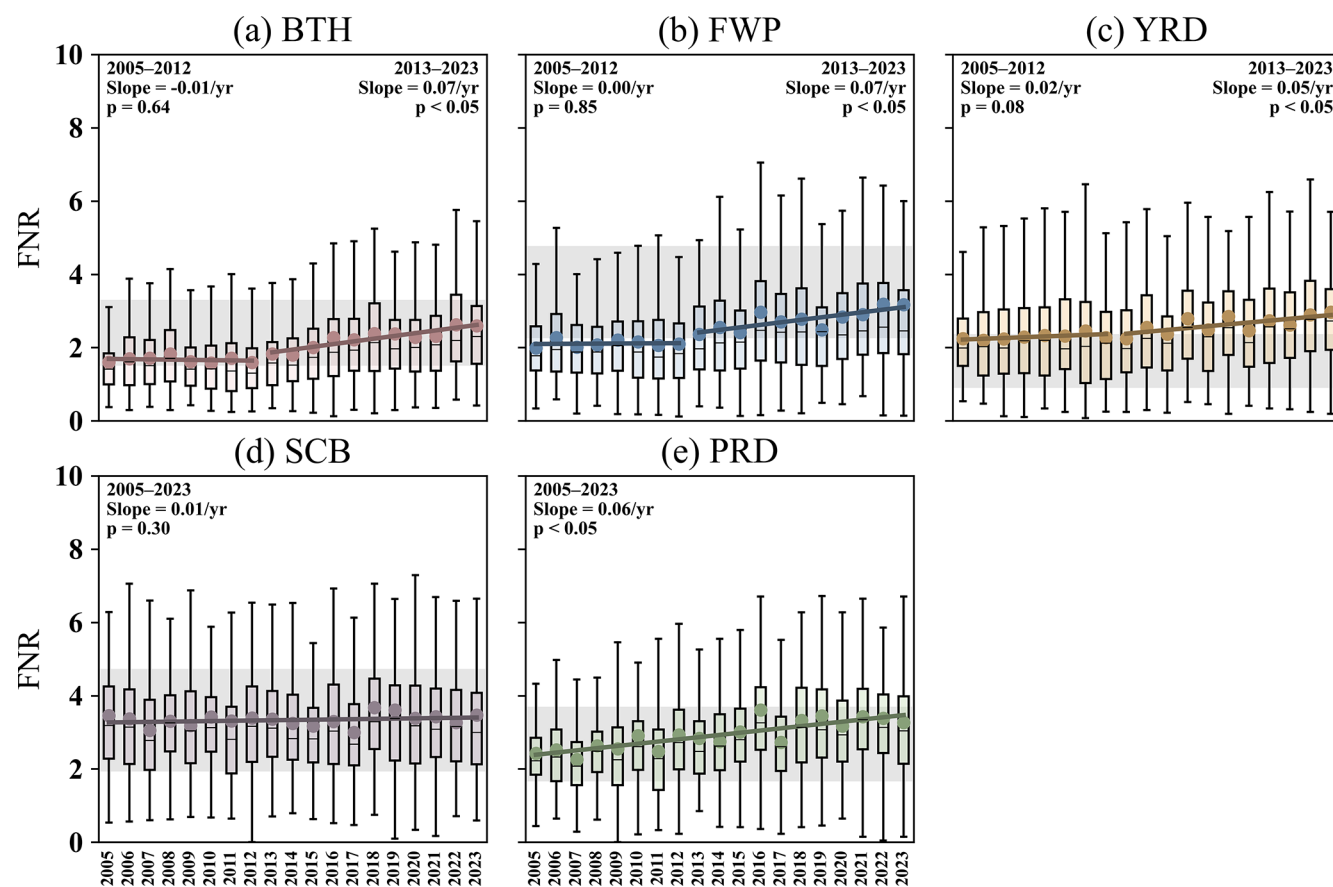 (a) BTH
(b) FWP
(c) YRD
10
8
6
4
2
0
FNR
2005–2012
Slope = -0.01/yr
p = 0.64
2013–2023
Slope = 0.07/yr
p < 0.05
2005–2012
Slope = 0.00/yr
p = 0.85
2013–2023
Slope = 0.07/yr
p < 0.05
2005–2012
Slope = 0.02/yr
p = 0.08
2013–2023
Slope = 0.05/yr
p < 0.05
(d) SCB
(e) PRD
10
8
6
4
2
0
FNR
2005–2023
Slope = 0.01/yr
p = 0.30
2005–2023
Slope = 0.06/yr
p < 0.05
2005
2006
2007
2008
2009
2010
2011
2012
2013
2014
2015
2016
2017
2018
2019
2020
2021
2022
2023
2005
2006
2007
2008
2009
2010
2011
2012
2013
2014
2015
2016
2017
2018
2019
2020
2021
2022
2023